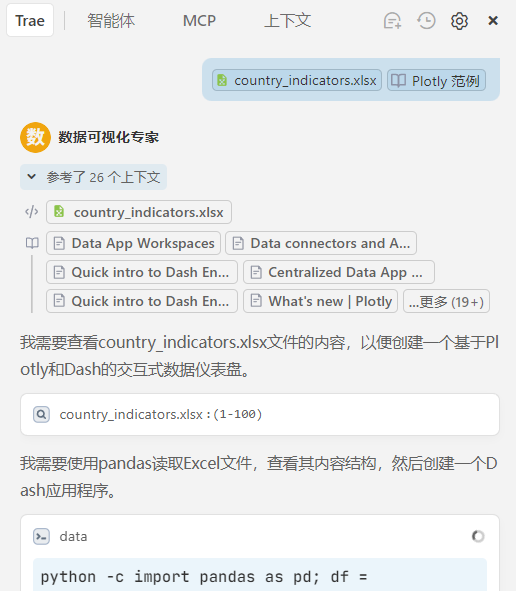 Trae 智能体 MCP 上下文
country_indicators.xlsx Plotly 范例
数 数据可视化专家
参考了 26 个上下文
country_indicators.xlsx
Data App Workspaces Data connectors and A...
Quick intro to Dash En... Centralized Data App ...
Quick intro to Dash En... What's new | Plotly ...更多 (19+)
我需要查看country_indicators.xlsx文件的内容，以便创建一个基于Pl
otly和Dash的交互式数据仪表盘。
country_indicators.xlsx : (1-100)
我需要使用pandas读取Excel文件，查看其内容结构，然后创建一个D
ash应用程序。
data
python -c import pandas as pd; df =